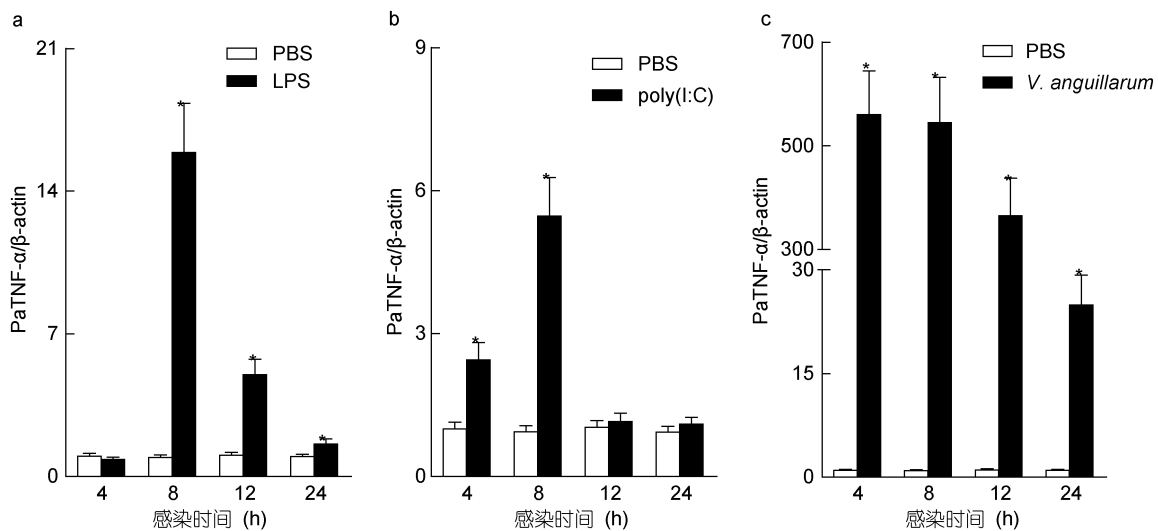 a
21
14
7
0
PaTNF-α/β-actin
PBS
LPS
*
*
*
4 8 12 24
感染时间 (h)
b
9
6
3
0
PaTNF-α/β-actin
PBS
poly(I:C)
*
*
4 8 12 24
感染时间 (h)
c
700
500
300
30
15
0
PaTNF-α/β-actin
PBS
V. anguillarum
*
*
*
*
4 8 12 24
感染时间 (h)